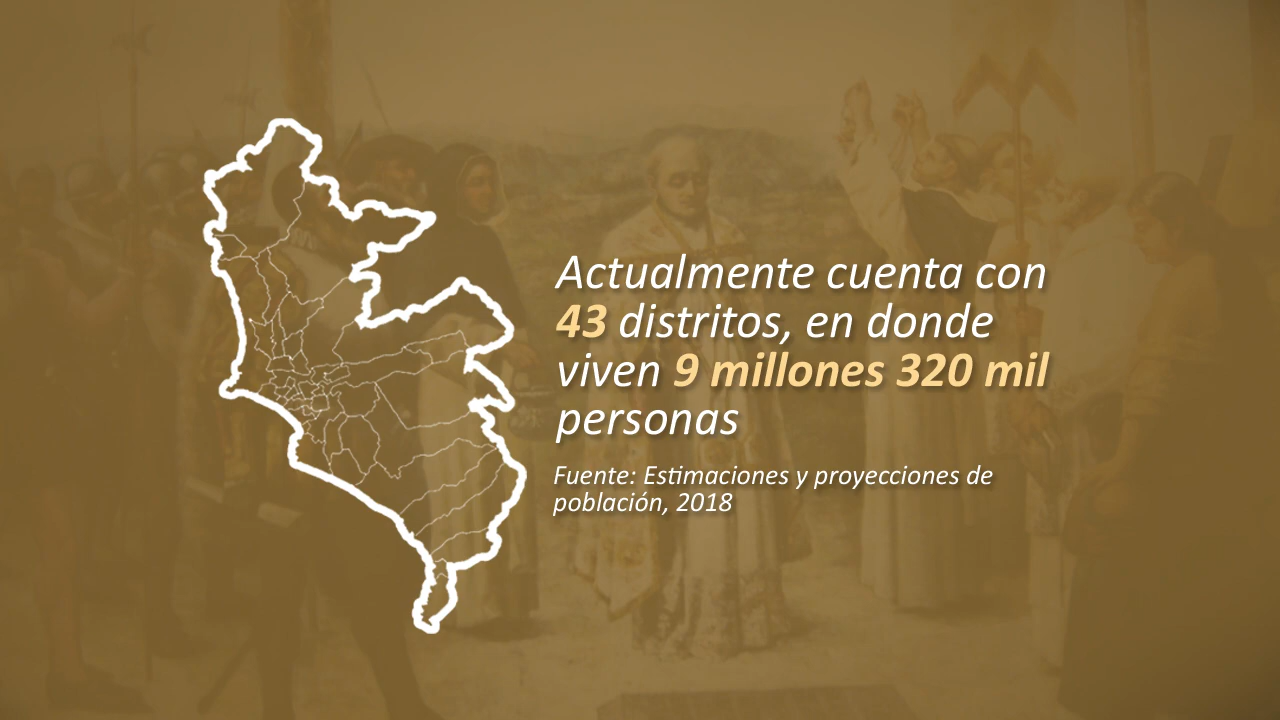 Actualmente cuenta con
43 distritos, en donde
viven 9 millones 320 mil
personas
Fuente: Estimaciones y proyecciones de
población, 2018